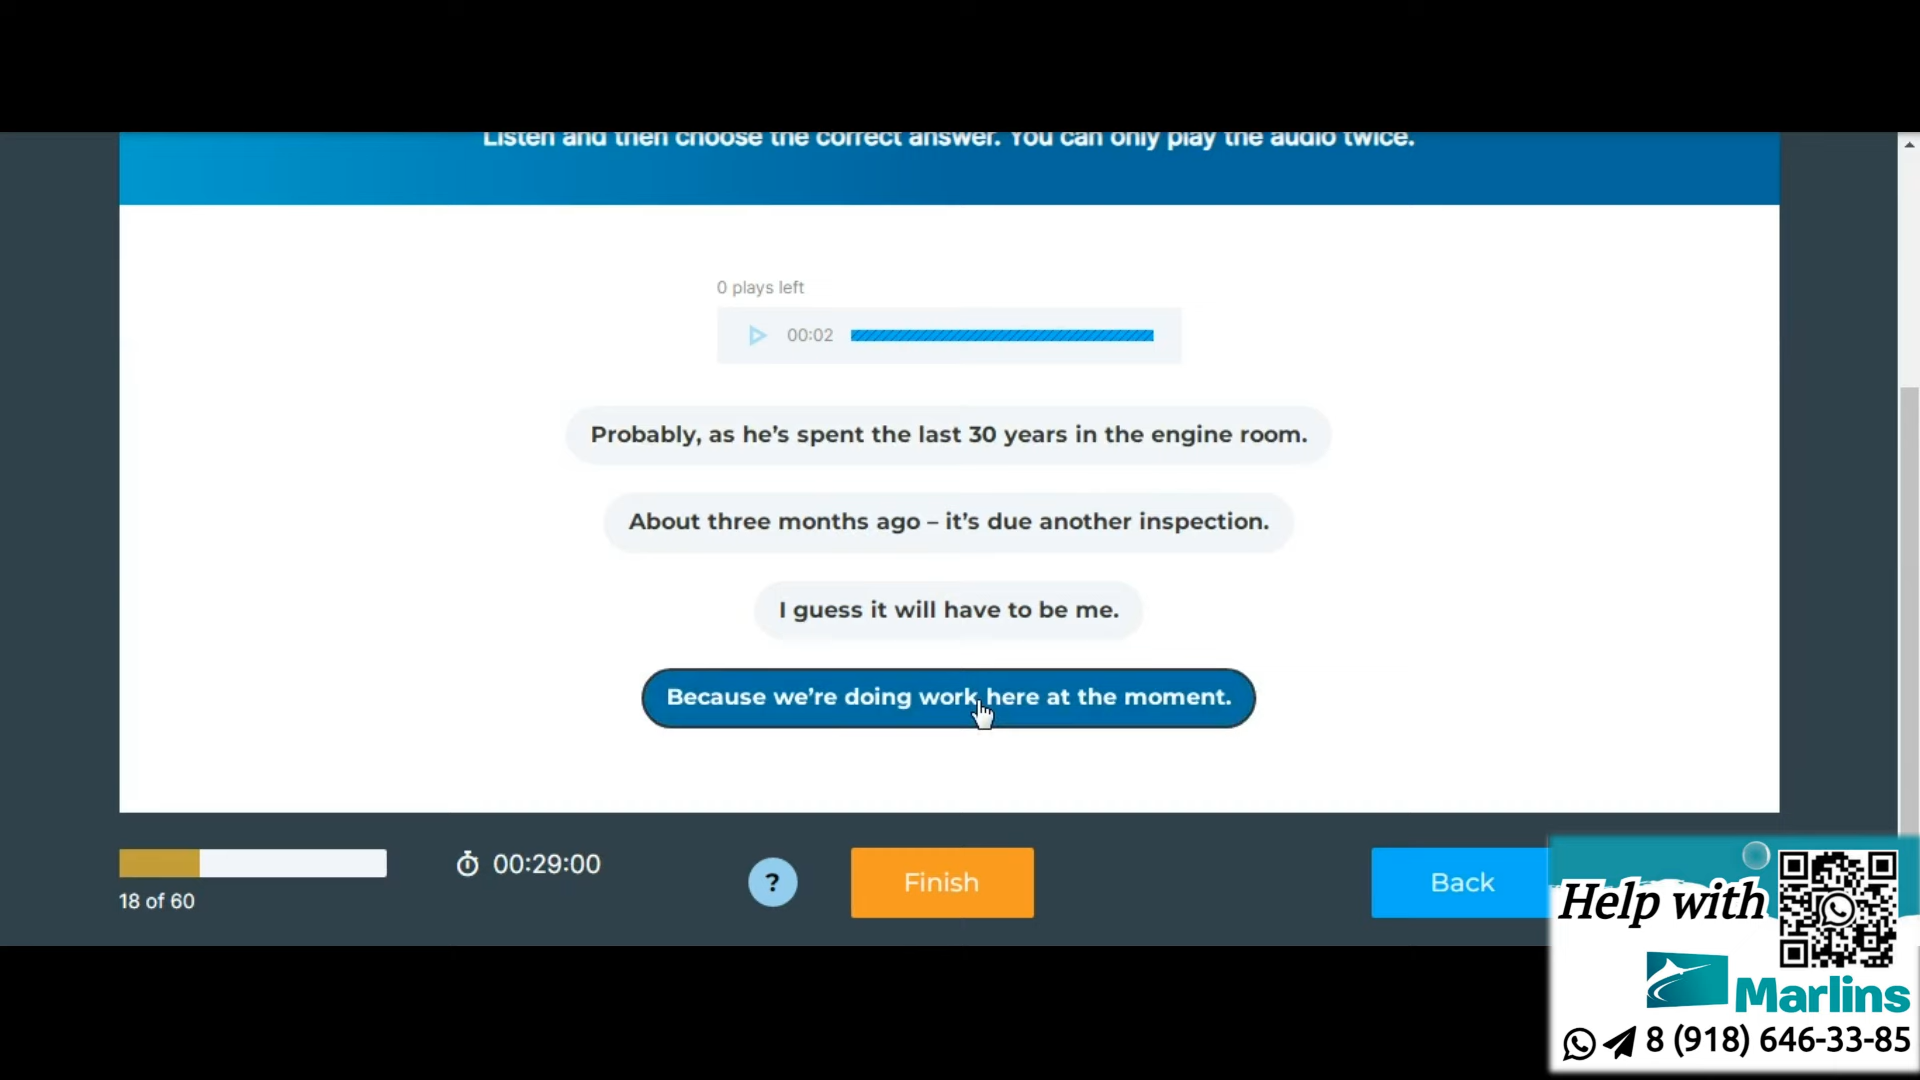 Listen and then choose the correct answer. You can only play the audio twice.
0 plays left
00:02
Probably, as he's spent the last 30 years in the engine room.
About three months ago – it's due another inspection.
I guess it will have to be me.
Because we're doing work here at the moment.
18 of 60
00:29:00
?
Finish
Back
Help with
Marlins
8 (918) 646-33-85